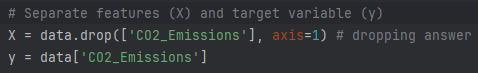 # Separate features (X) and target variable (y)
X = data.drop(['CO2_Emissions'], axis=1) # dropping answer
y = data['CO2_Emissions']